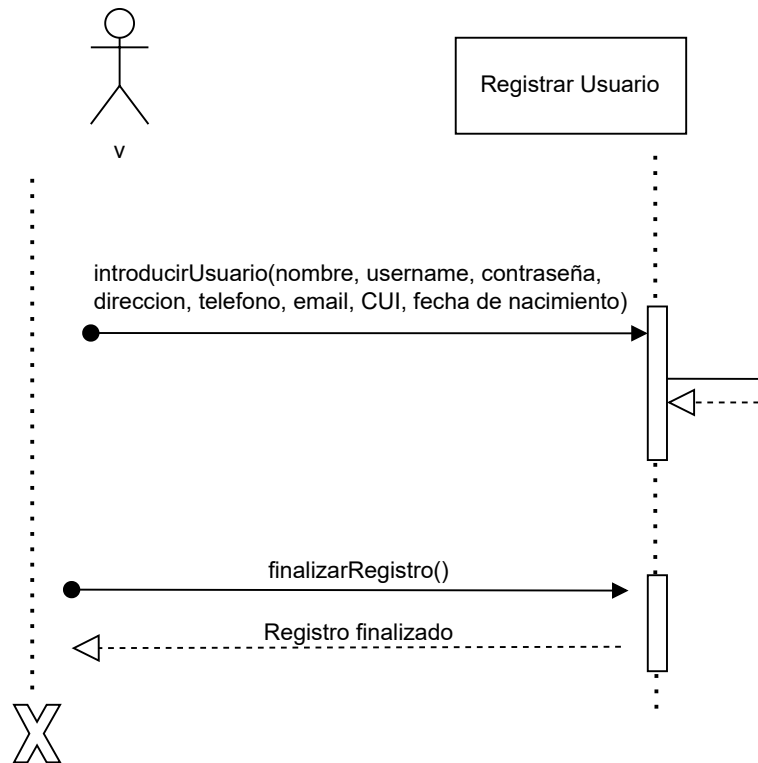 Registrar Usuario
v
introducirUsuario(nombre, username, contraseña,
direccion, telefono, email, CUI, fecha de nacimiento)
finalizarRegistro()
Registro finalizado
X